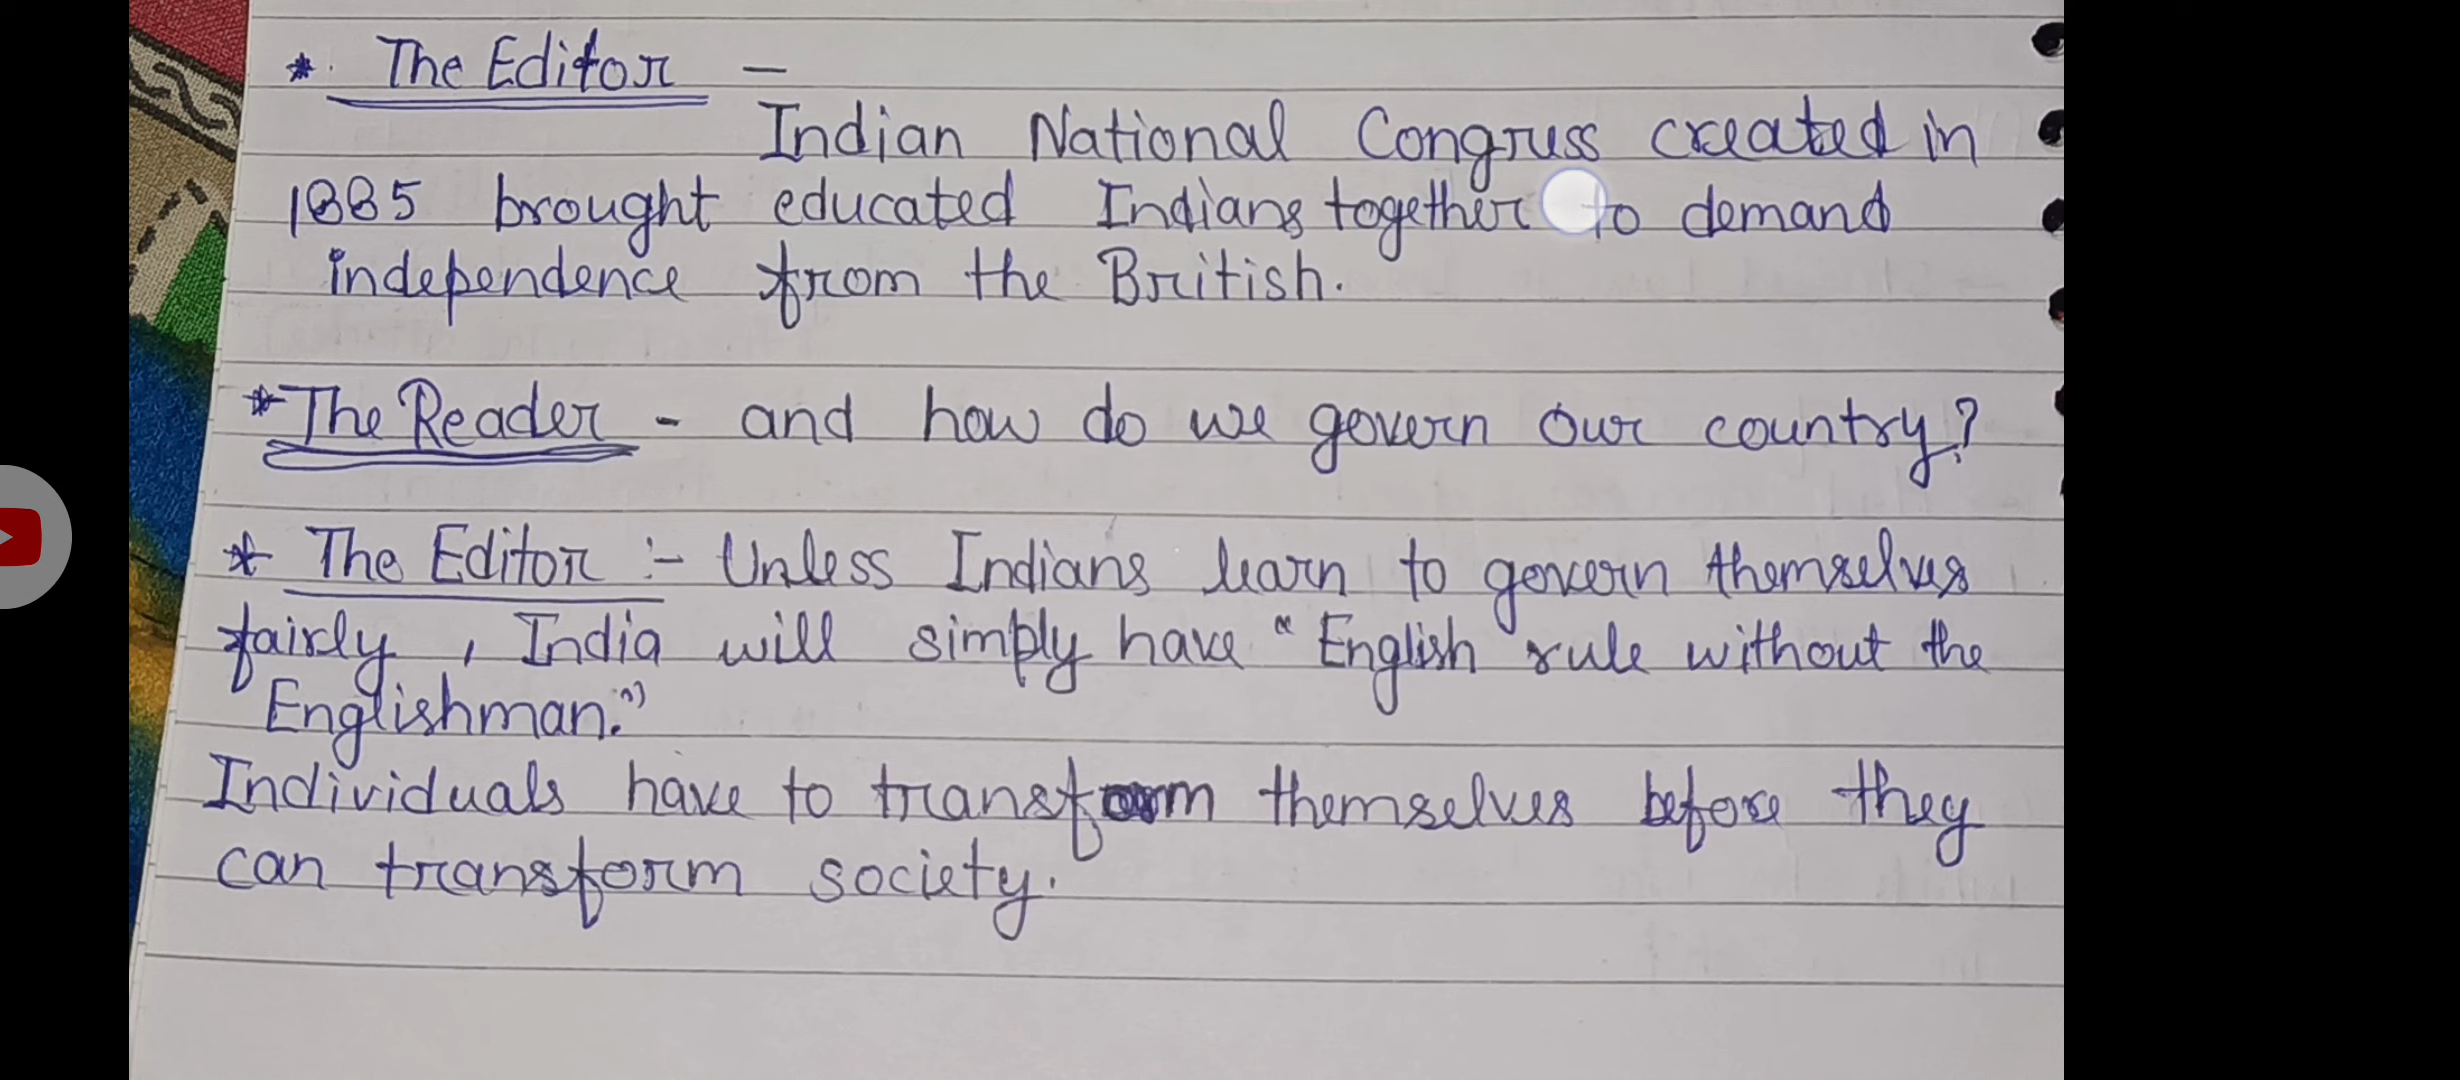 * The Editor –
Indian National Congress created in
1885 brought educated Indians together to demand
independence from the British.
* The Reader - and how do we govern our country?
* The Editor :- Unless Indians learn to govern themselves
fairly, India will simply have "English rule without the
Englishman."
Individuals have to transform themselves before they
can transform society.